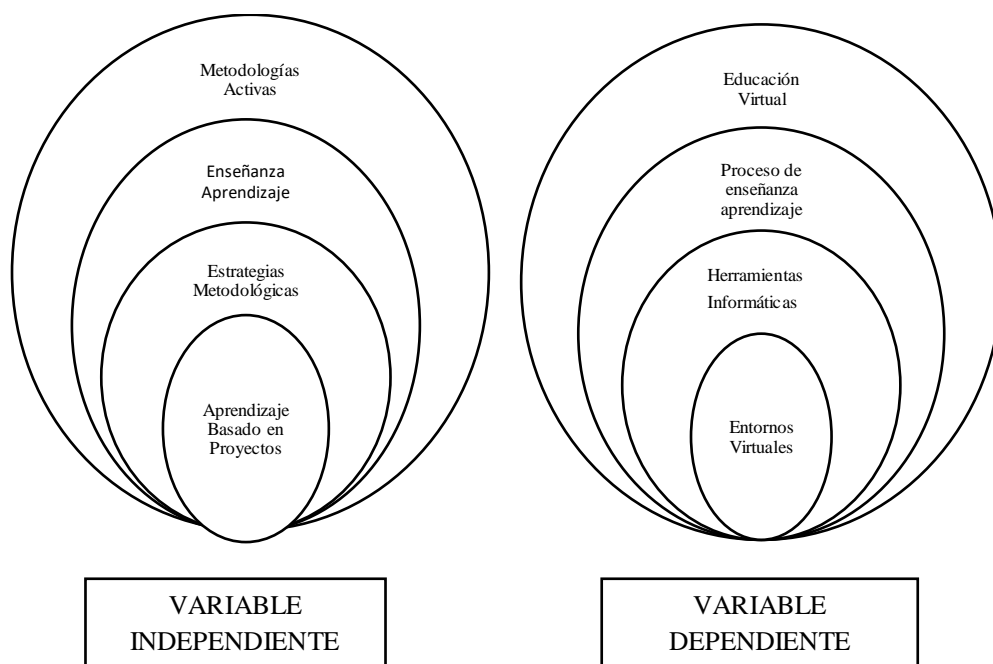 Metodologías
Activas
Enseñanza
Aprendizaje
Estrategias
Metodológicas
Aprendizaje
Basado en
Proyectos
VARIABLE
INDEPENDIENTE
Educación
Virtual
Proceso de
enseñanza
aprendizaje
Herramientas
Informáticas
Entornos
Virtuales
VARIABLE
DEPENDIENTE